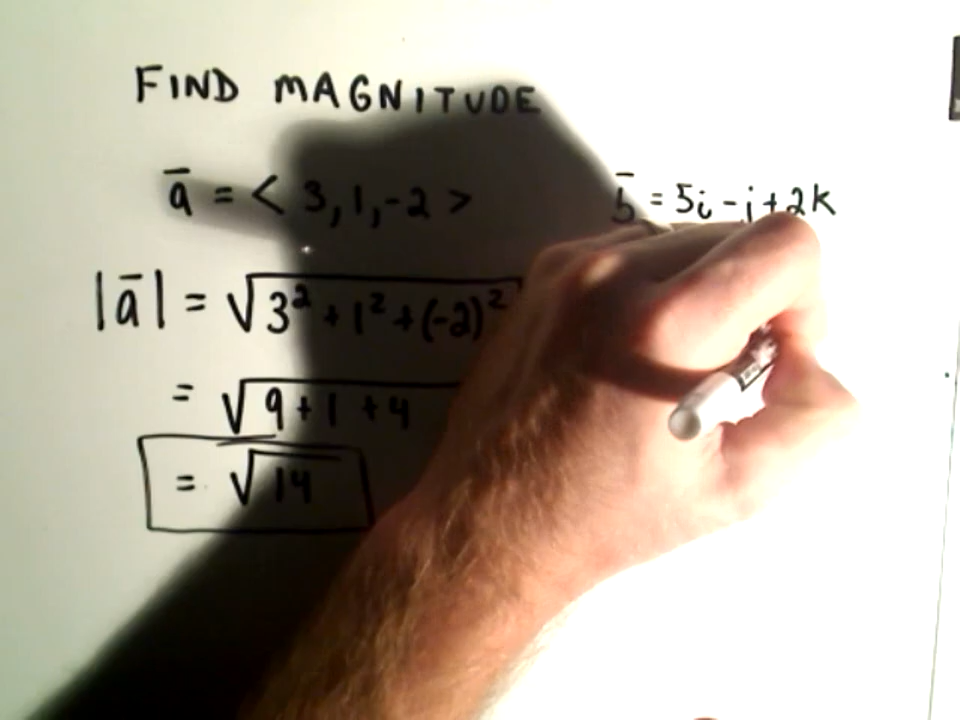 FIND MAGNITUDE
a̅ = < 3, 1, -2 >
b̅ = 5i - j + 2k
|a̅| = √3² + 1² + (-2)²
= √9 + 1 + 4
= √14